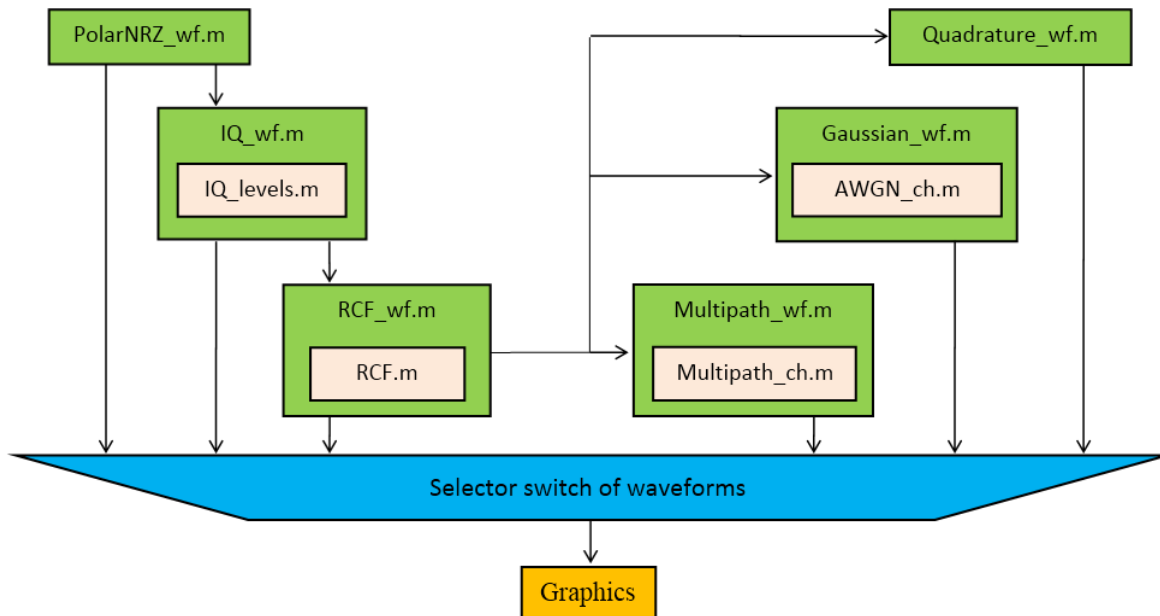 PolarNRZ_wf.m
Quadrature_wf.m
IQ_wf.m
IQ_levels.m
Gaussian_wf.m
AWGN_ch.m
RCF_wf.m
RCF.m
Multipath_wf.m
Multipath_ch.m
Selector switch of waveforms
Graphics